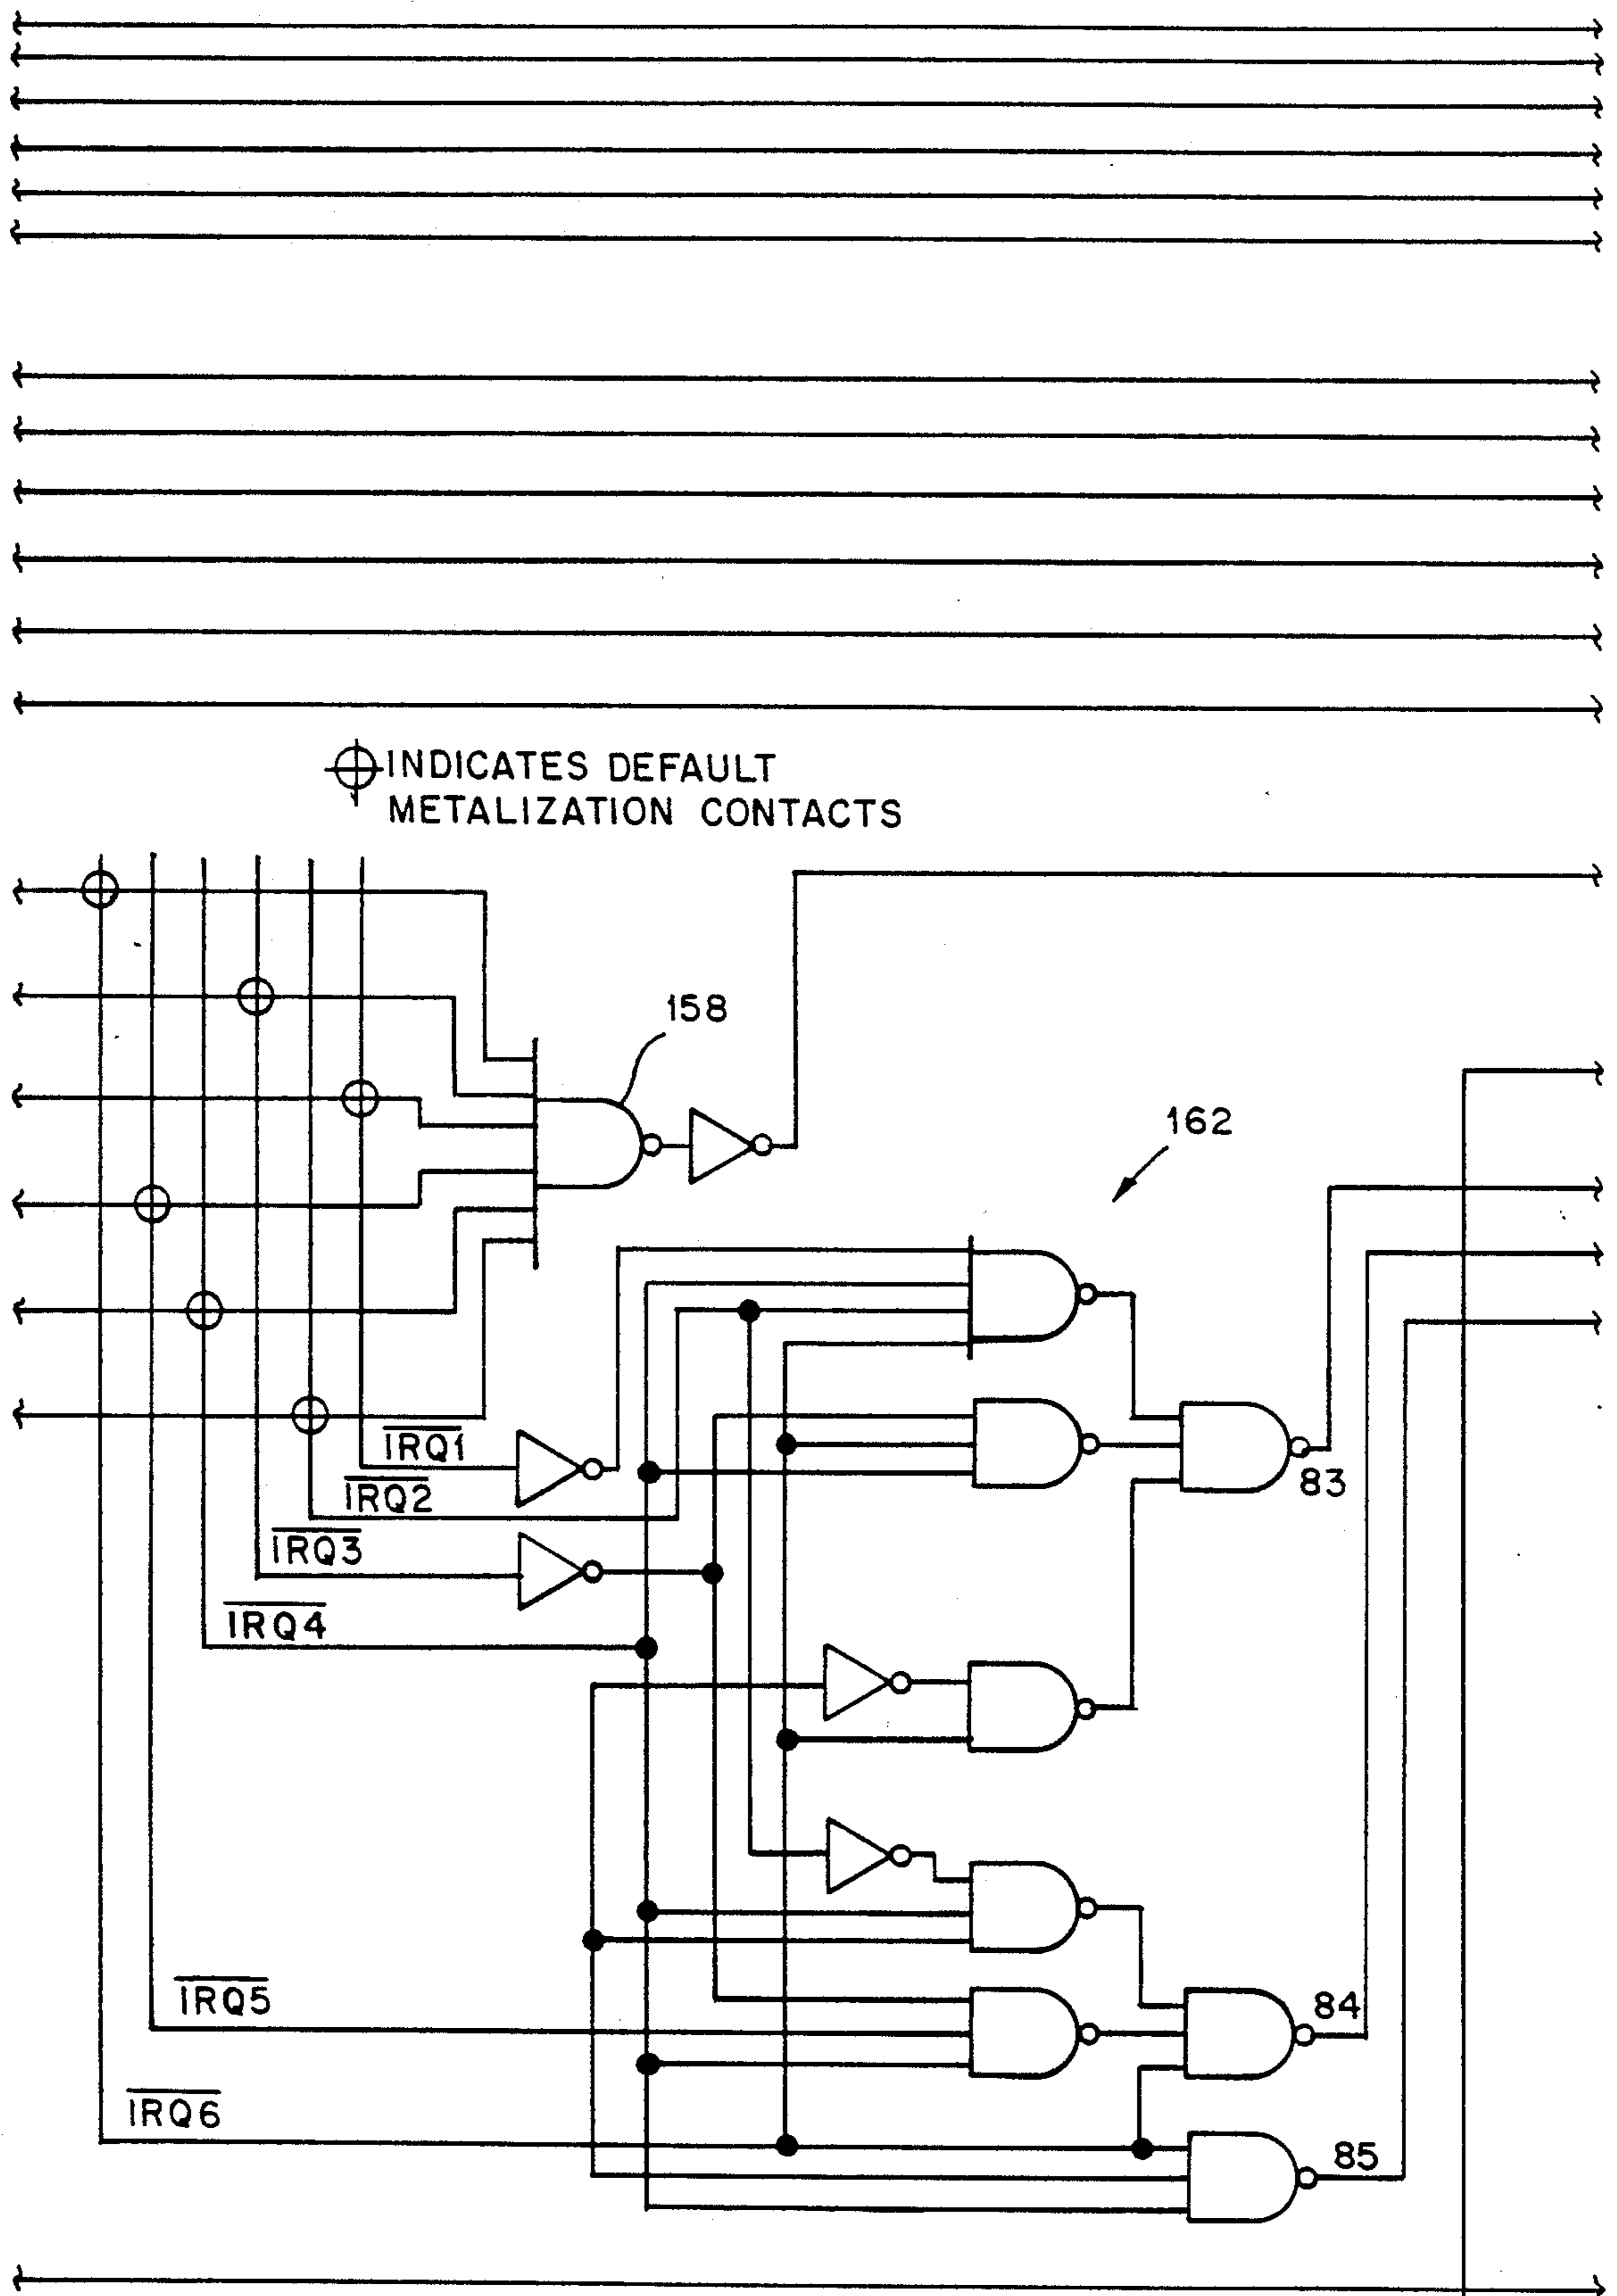 INDICATES DEFAULT
METALIZATION CONTACTS
158
162
IRQ1
IRQ2
83
IRQ3
IRQ4
IRQ5
84
IRQ6
85